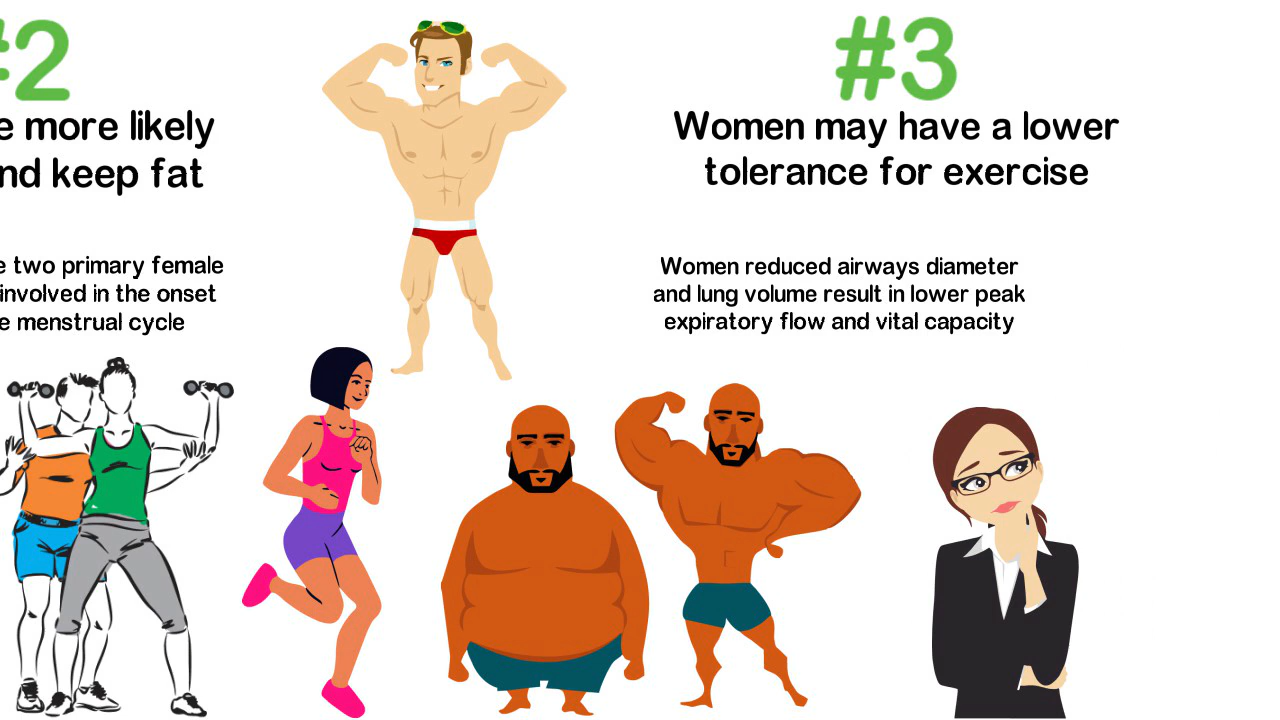 #2
e more likely
nd keep fat
e two primary female
involved in the onset
e menstrual cycle
#3
Women may have a lower
tolerance for exercise
Women reduced airways diameter
and lung volume result in lower peak
expiratory flow and vital capacity